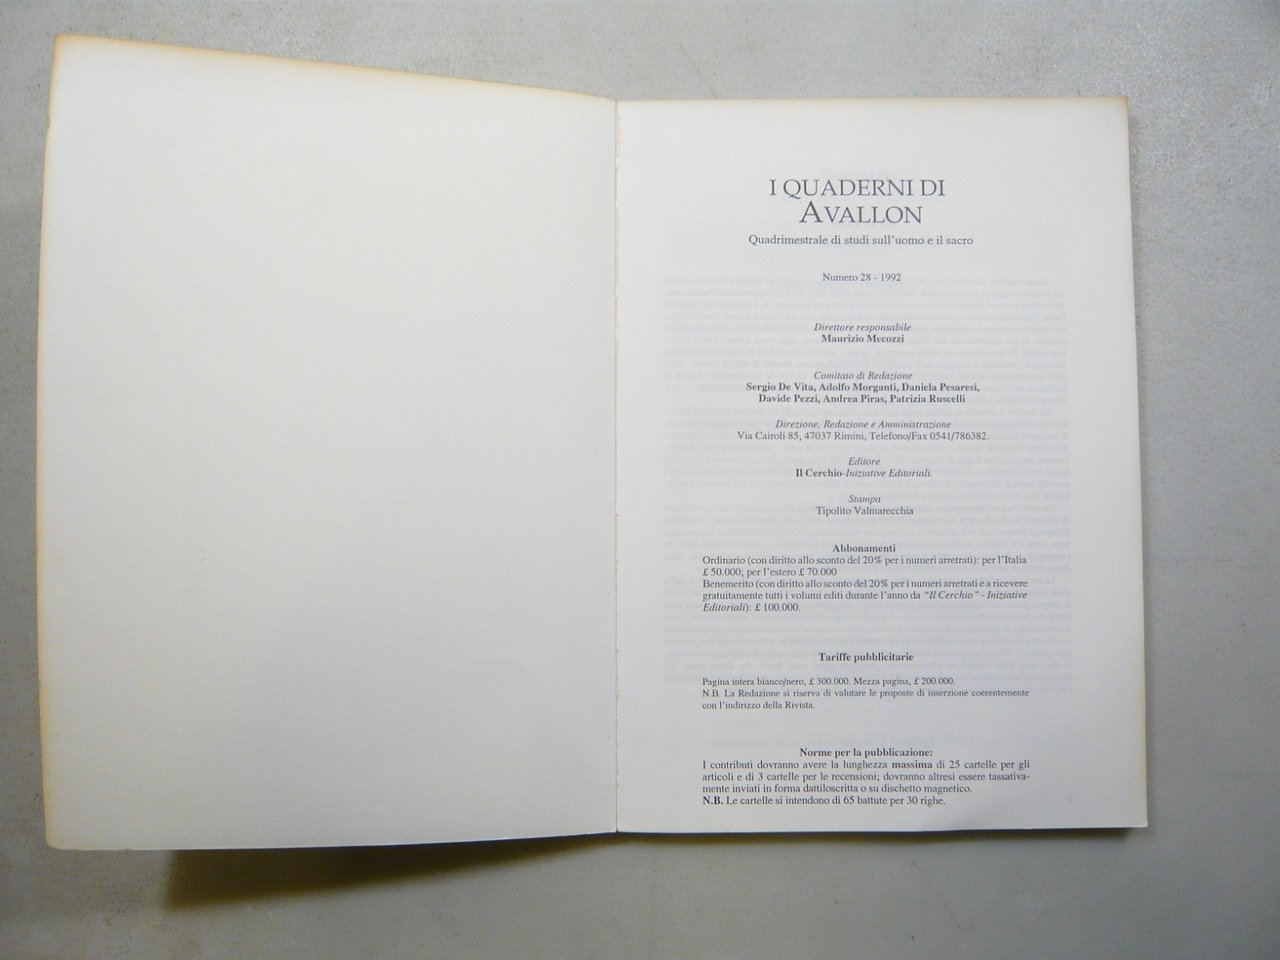 I QUADERNI DI
AVALLON
Quadrimestrale di studi sull'uomo e il sacro
Numero 28 - 1992
Direttore responsabile
Maurizio Mecozzi
Comitato di Redazione
Sergio De Vita, Adolfo Morganti, Daniela Pesaresi,
Davide Pezzi, Andrea Piras, Patrizia Ruscelli
Direzione, Redazione e Amministrazione
Via Cairoli 85, 47037 Rimini, Telefono/Fax 0541/786382.
Editore
Il Cerchio-Iniziative Editoriali.
Stampa
Tipolito Valmarecchia
Abbonamenti
Ordinario (con diritto allo sconto del 20% per i numeri arretrati): per l'Italia
£ 50.000; per l'estero £ 70.000
Benemerito (con diritto allo sconto del 20% per i numeri arretrati e a ricevere
gratuitamente tutti i volumi editi durante l'anno da "Il Cerchio" - Iniziative
Editoriali): £ 100.000.
Tariffe pubblicitarie
Pagina intera bianco/nero, £ 300.000. Mezza pagina, £ 200.000.
N.B. La Redazione si riserva di valutare le proposte di inserzione coerentemente
con l'indirizzo della Rivista.
Norme per la pubblicazione:
I contributi dovranno avere la lunghezza massima di 25 cartelle per gli
articoli e di 3 cartelle per le recensioni; dovranno altresì essere tassativa-
mente inviati in forma dattiloscritta o su dischetto magnetico.
N.B. Le cartelle si intendono di 65 battute per 30 righe.